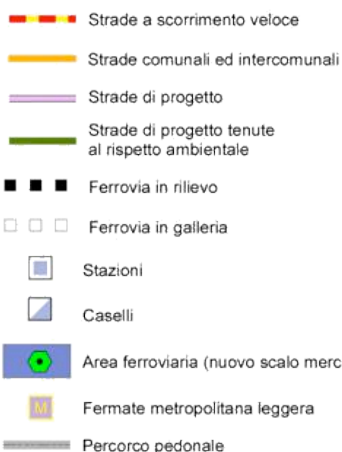 Strade a scorrimento veloce
Strade comunali ed intercomunali
Strade di progetto
Strade di progetto tenute
al rispetto ambientale
Ferrovia in rilievo
Ferrovia in galleria
Stazioni
Caselli
Area ferroviaria (nuovo scalo merc
M Fermate metropolitana leggera
Percorco pedonale